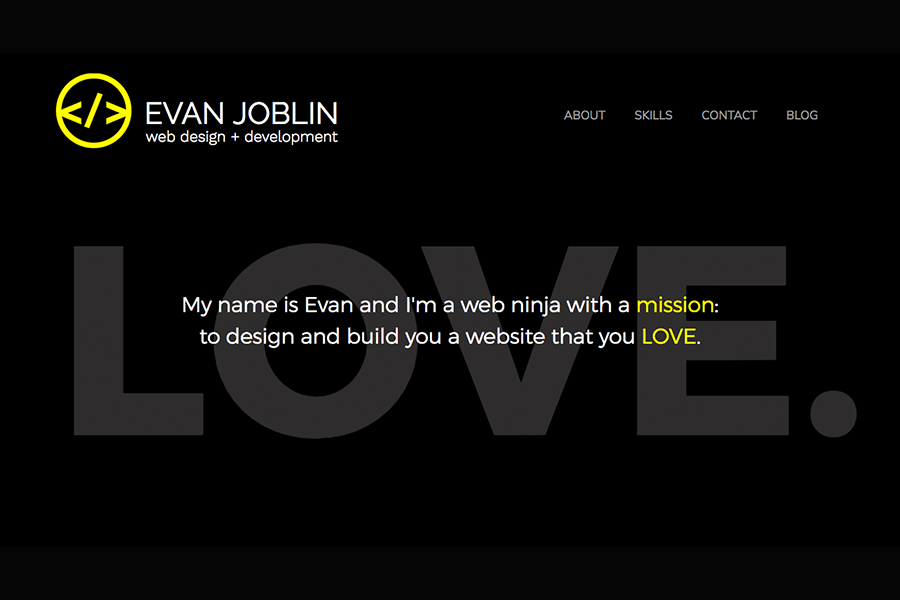 </>
EVAN JOBLIN
web design + development
ABOUT SKILLS CONTACT BLOG
LOVE.
My name is Evan and I'm a web ninja with a mission:
to design and build you a website that you LOVE.